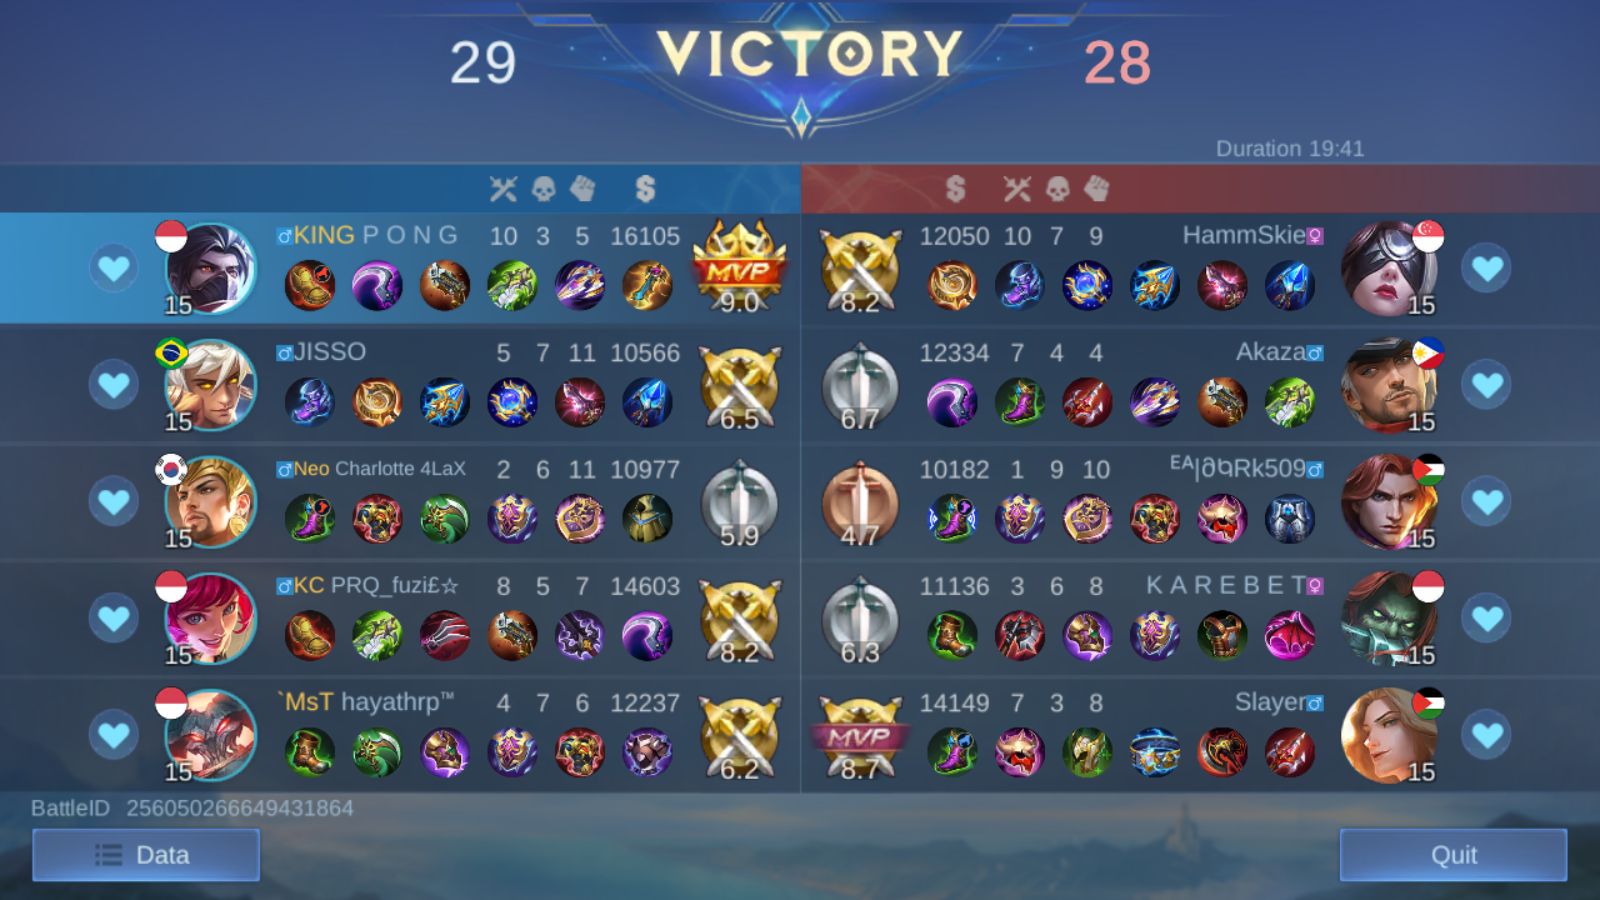 29 VICTORY 28
Duration 19:41
KING P O N G 10 3 5 16105 MVP 9.0
15
8.2 12050 10 7 9 HammSkie
15
JISSO 5 7 11 10566 6.5
15
6.7 12334 7 4 4 Akaza
15
Neo Charlotte 4LaX 2 6 11 10977 5.9
15
4.7 10182 1 9 10 ᴱᴬ|∂ԳRk509
15
KC PRQ_fuzi£☆ 8 5 7 14603 8.2
15
6.3 11136 3 6 8 K A R E B E T
15
`MsT hayathrp™ 4 7 6 12237 6.2
15
MVP 8.7 14149 7 3 8 Slayer
15
BattleID 256050266649431864
Data
Quit